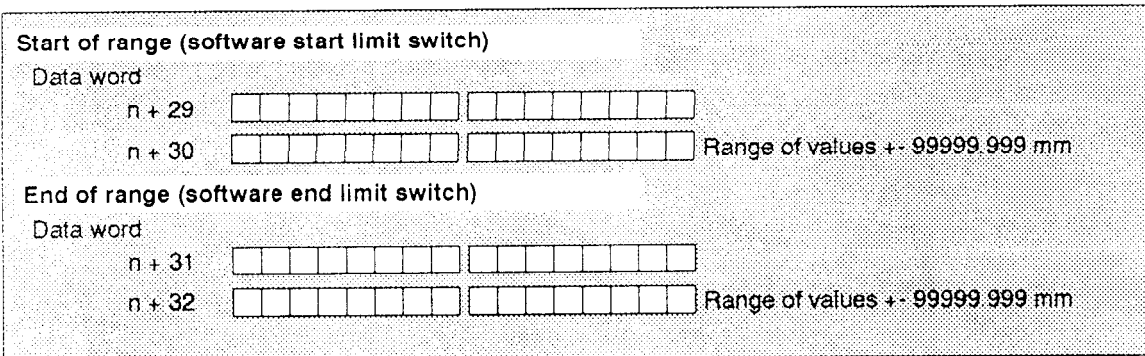 Start of range (software start limit switch)
Data word
n + 29
n + 30 Range of values +- 99999.999 mm
End of range (software end limit switch)
Data word
n + 31
n + 32 Range of values +- 99999.999 mm